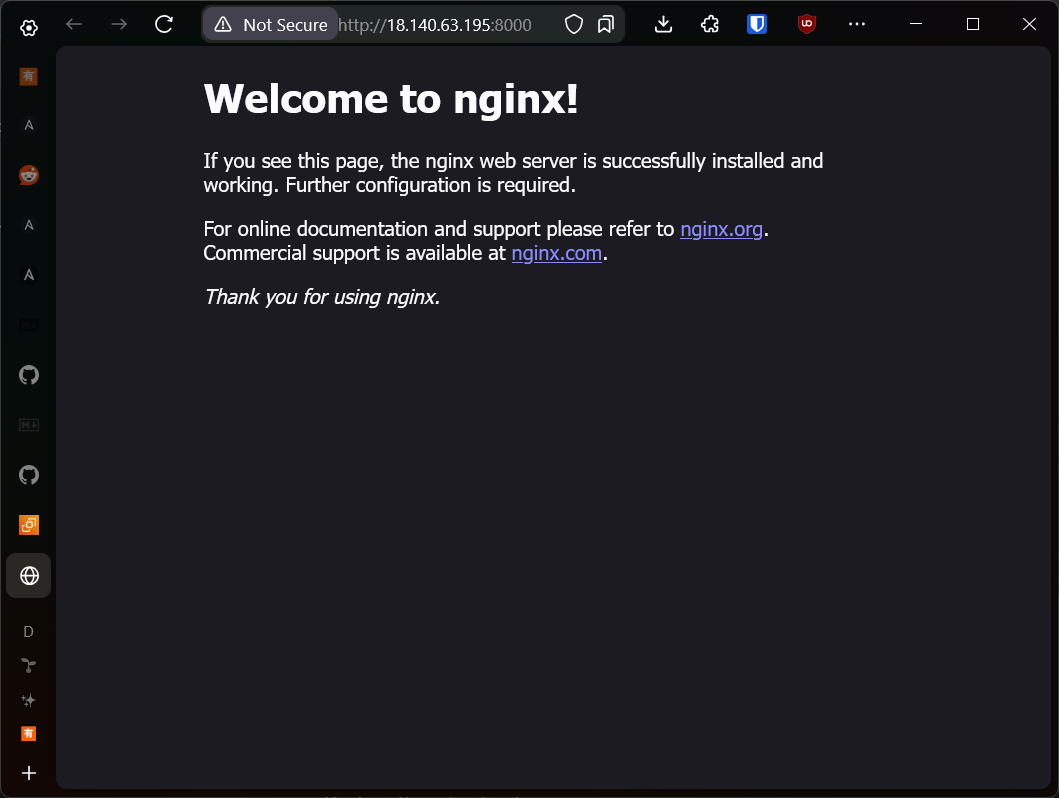 Not Secure http://18.140.63.195:8000
有
Welcome to nginx!
If you see this page, the nginx web server is successfully installed and
working. Further configuration is required.
For online documentation and support please refer to nginx.org.
Commercial support is available at nginx.com.
Thank you for using nginx.
D
有